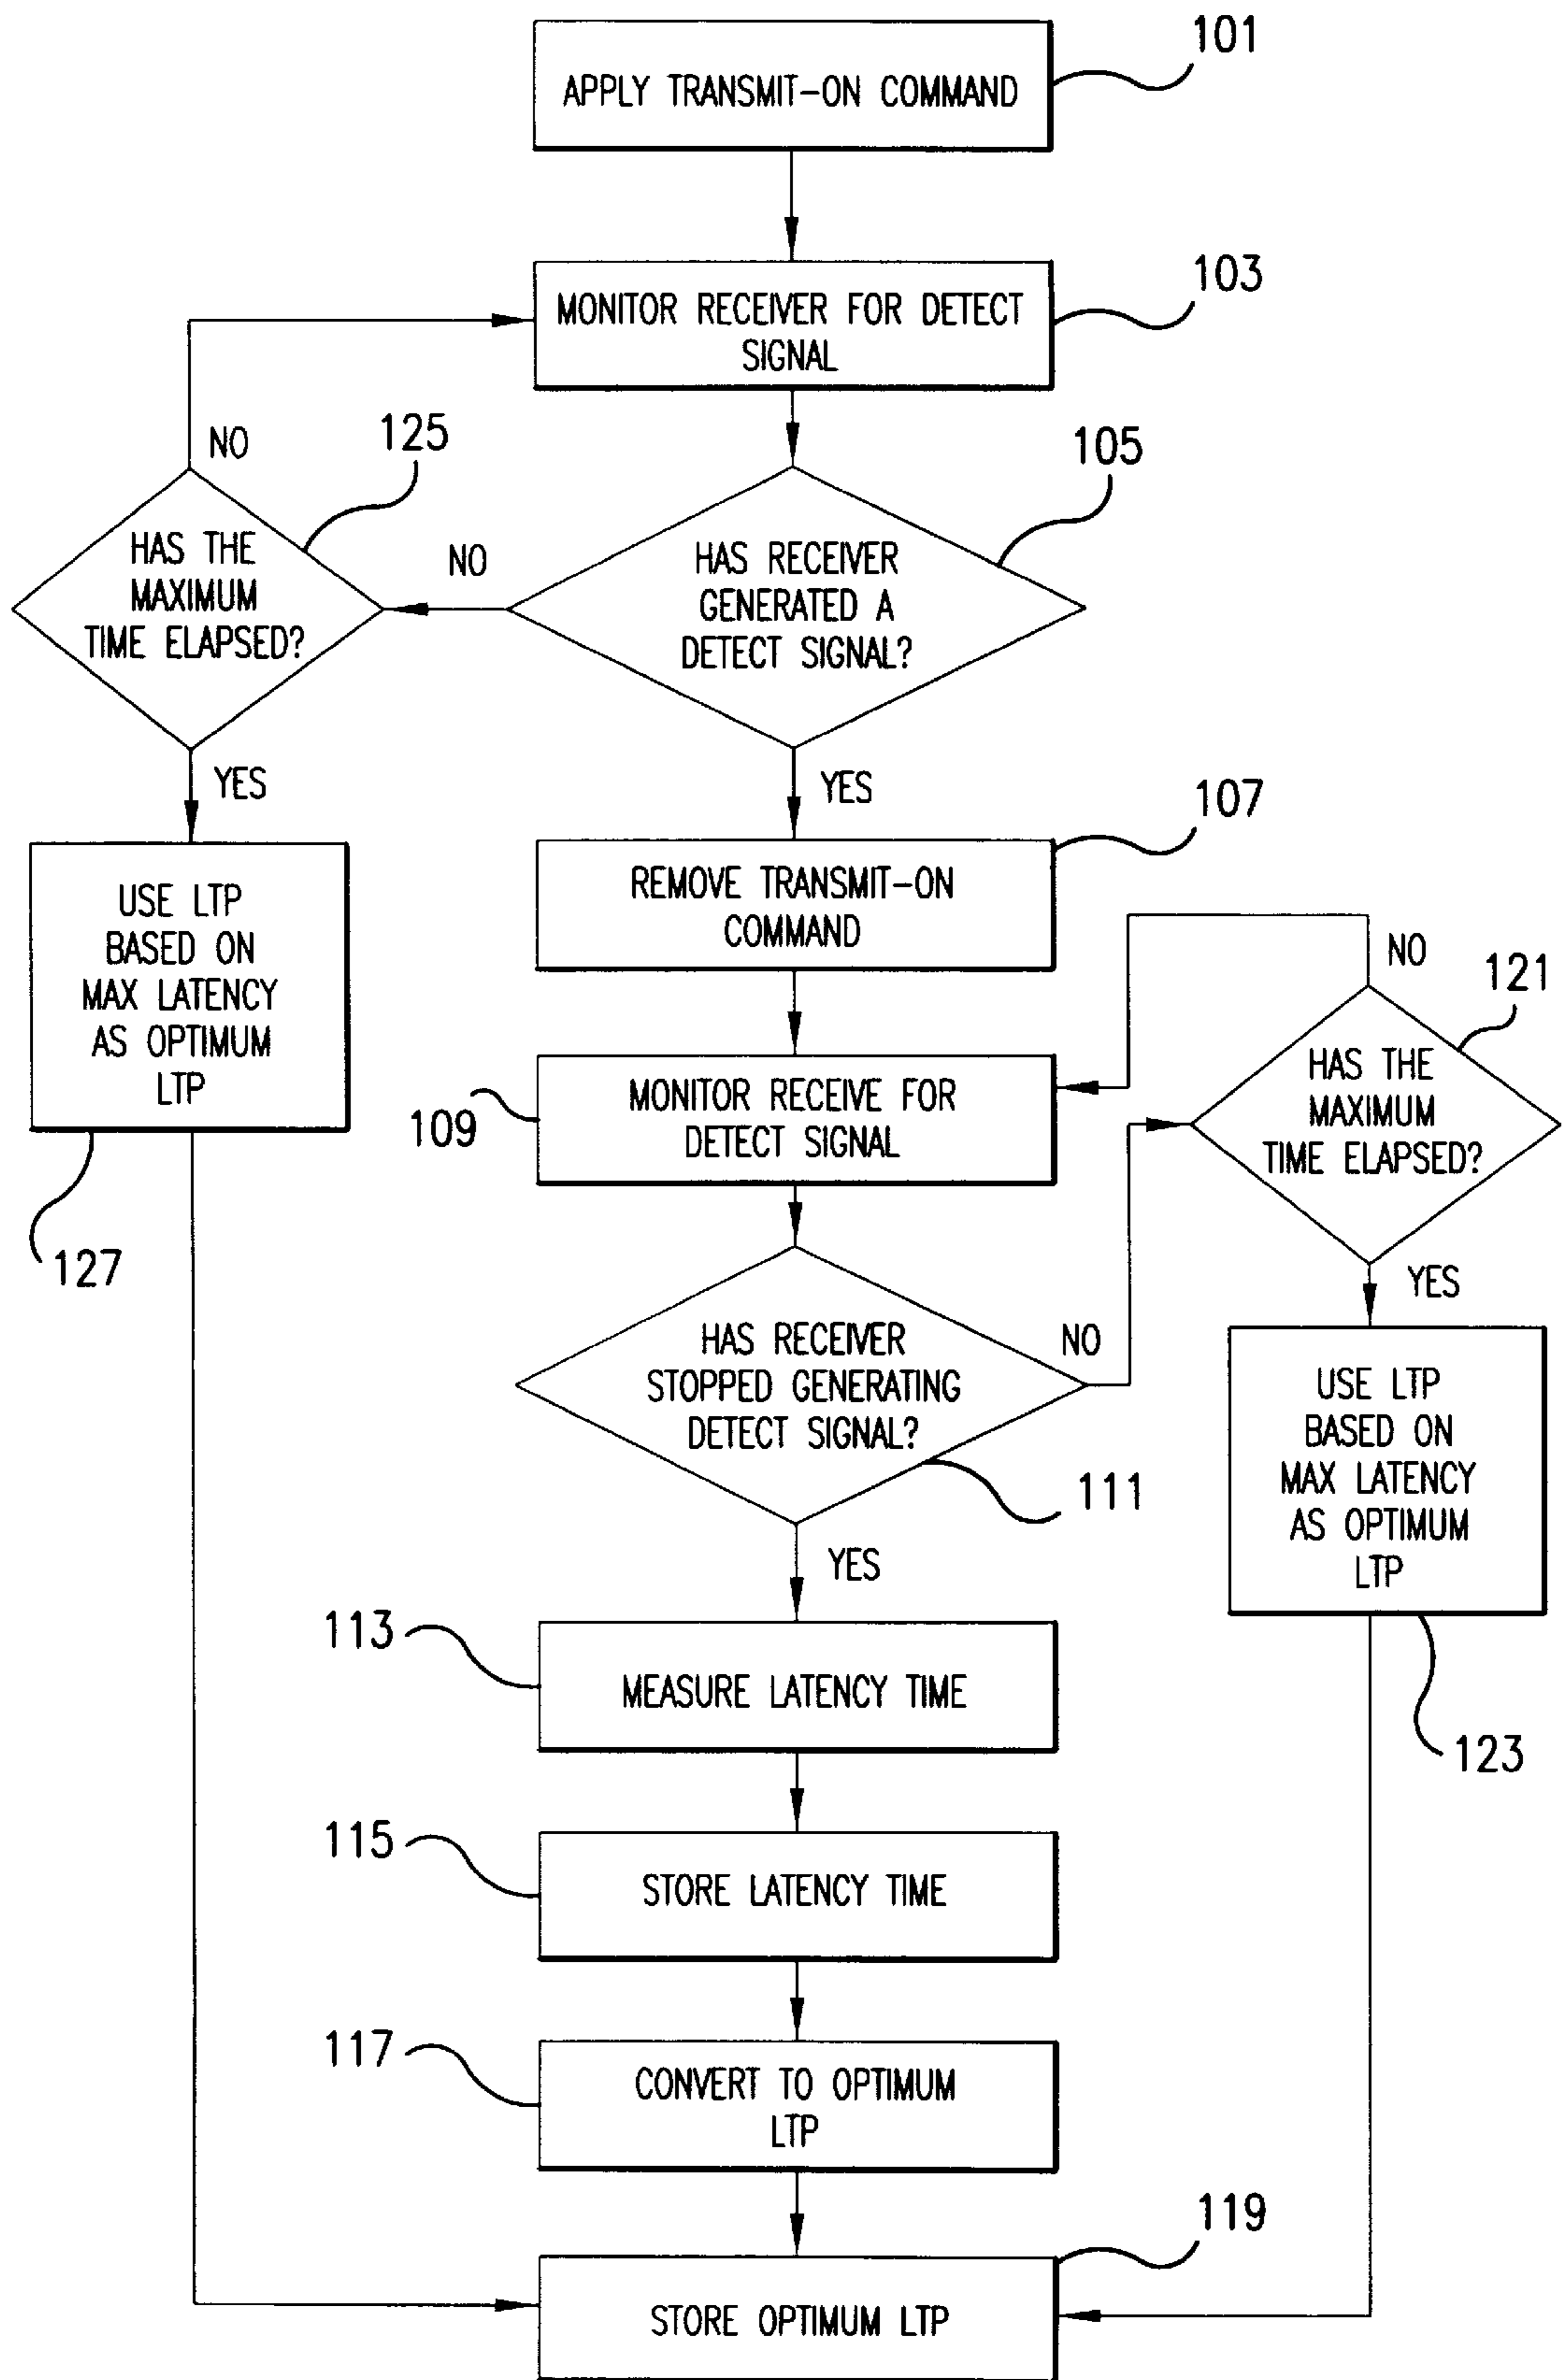 101
APPLY TRANSMIT-ON COMMAND
103
MONITOR RECEIVER FOR DETECT
SIGNAL
NO
125
105
HAS THE
MAXIMUM
TIME ELAPSED?
NO
HAS RECEIVER
GENERATED A
DETECT SIGNAL?
YES
YES
107
REMOVE TRANSMIT-ON
COMMAND
USE LTP
BASED ON
MAX LATENCY
AS OPTIMUM
LTP
127
NO
121
109
MONITOR RECEIVE FOR
DETECT SIGNAL
HAS THE
MAXIMUM
TIME ELAPSED?
YES
HAS RECEIVER
STOPPED GENERATING
DETECT SIGNAL?
NO
111
USE LTP
BASED ON
MAX LATENCY
AS OPTIMUM
LTP
123
YES
113
MEASURE LATENCY TIME
115
STORE LATENCY TIME
117
CONVERT TO OPTIMUM
LTP
119
STORE OPTIMUM LTP